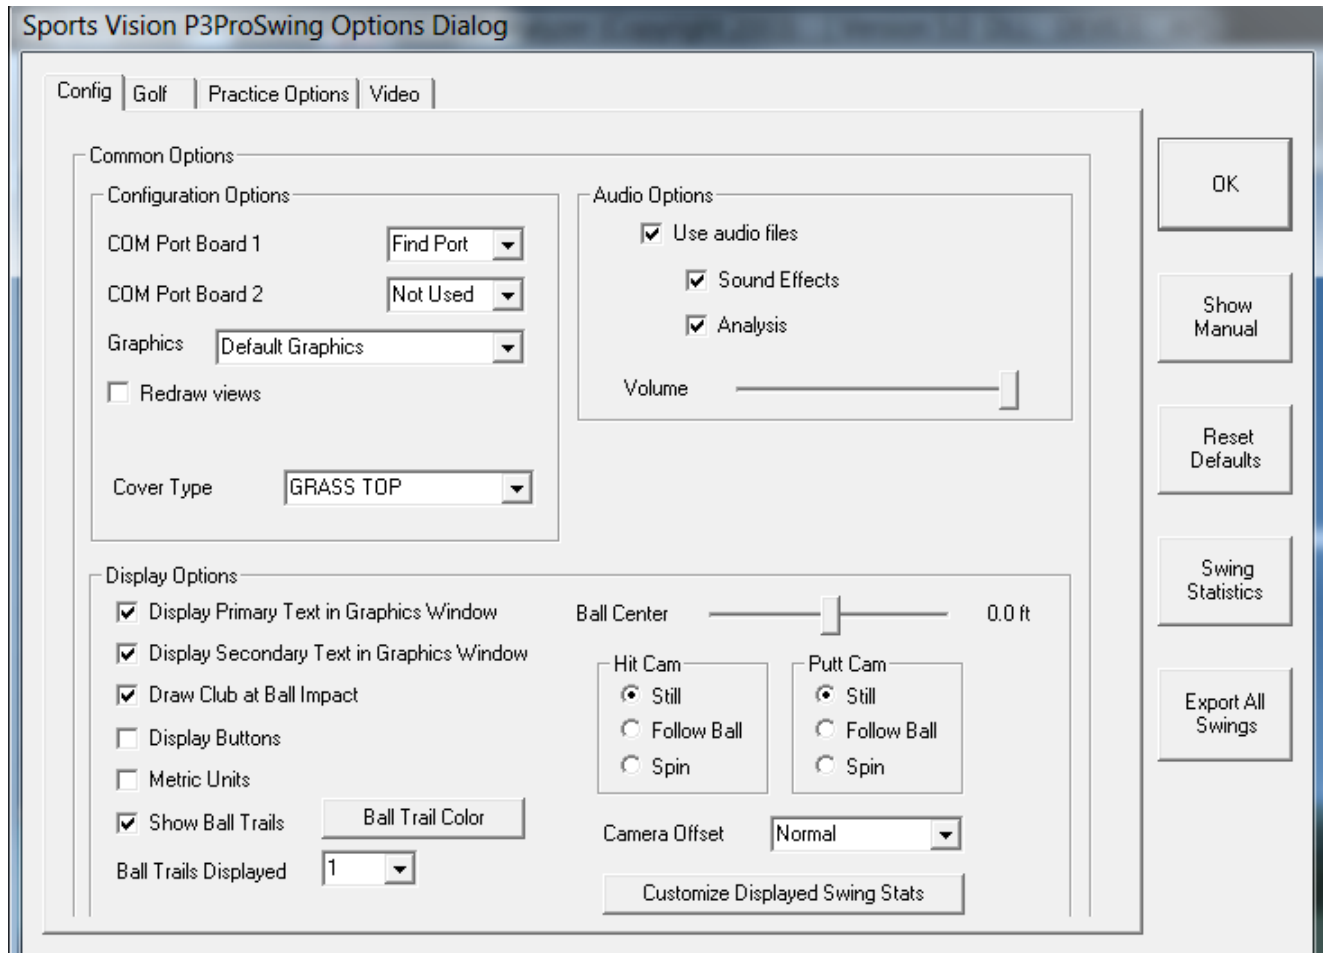 Sports Vision P3ProSwing Options Dialog
Config
Golf
Practice Options
Video
Common Options
Configuration Options
COM Port Board 1
Find Port
COM Port Board 2
Not Used
Graphics
Default Graphics
Redraw views
Cover Type
GRASS TOP
Audio Options
Use audio files
Sound Effects
Analysis
Volume
Display Options
Display Primary Text in Graphics Window
Display Secondary Text in Graphics Window
Draw Club at Ball Impact
Display Buttons
Metric Units
Show Ball Trails
Ball Trail Color
Ball Trails Displayed
1
Ball Center
0.0 ft
Hit Cam
Still
Follow Ball
Spin
Putt Cam
Still
Follow Ball
Spin
Camera Offset
Normal
Customize Displayed Swing Stats
OK
Show
Manual
Reset
Defaults
Swing
Statistics
Export All
Swings